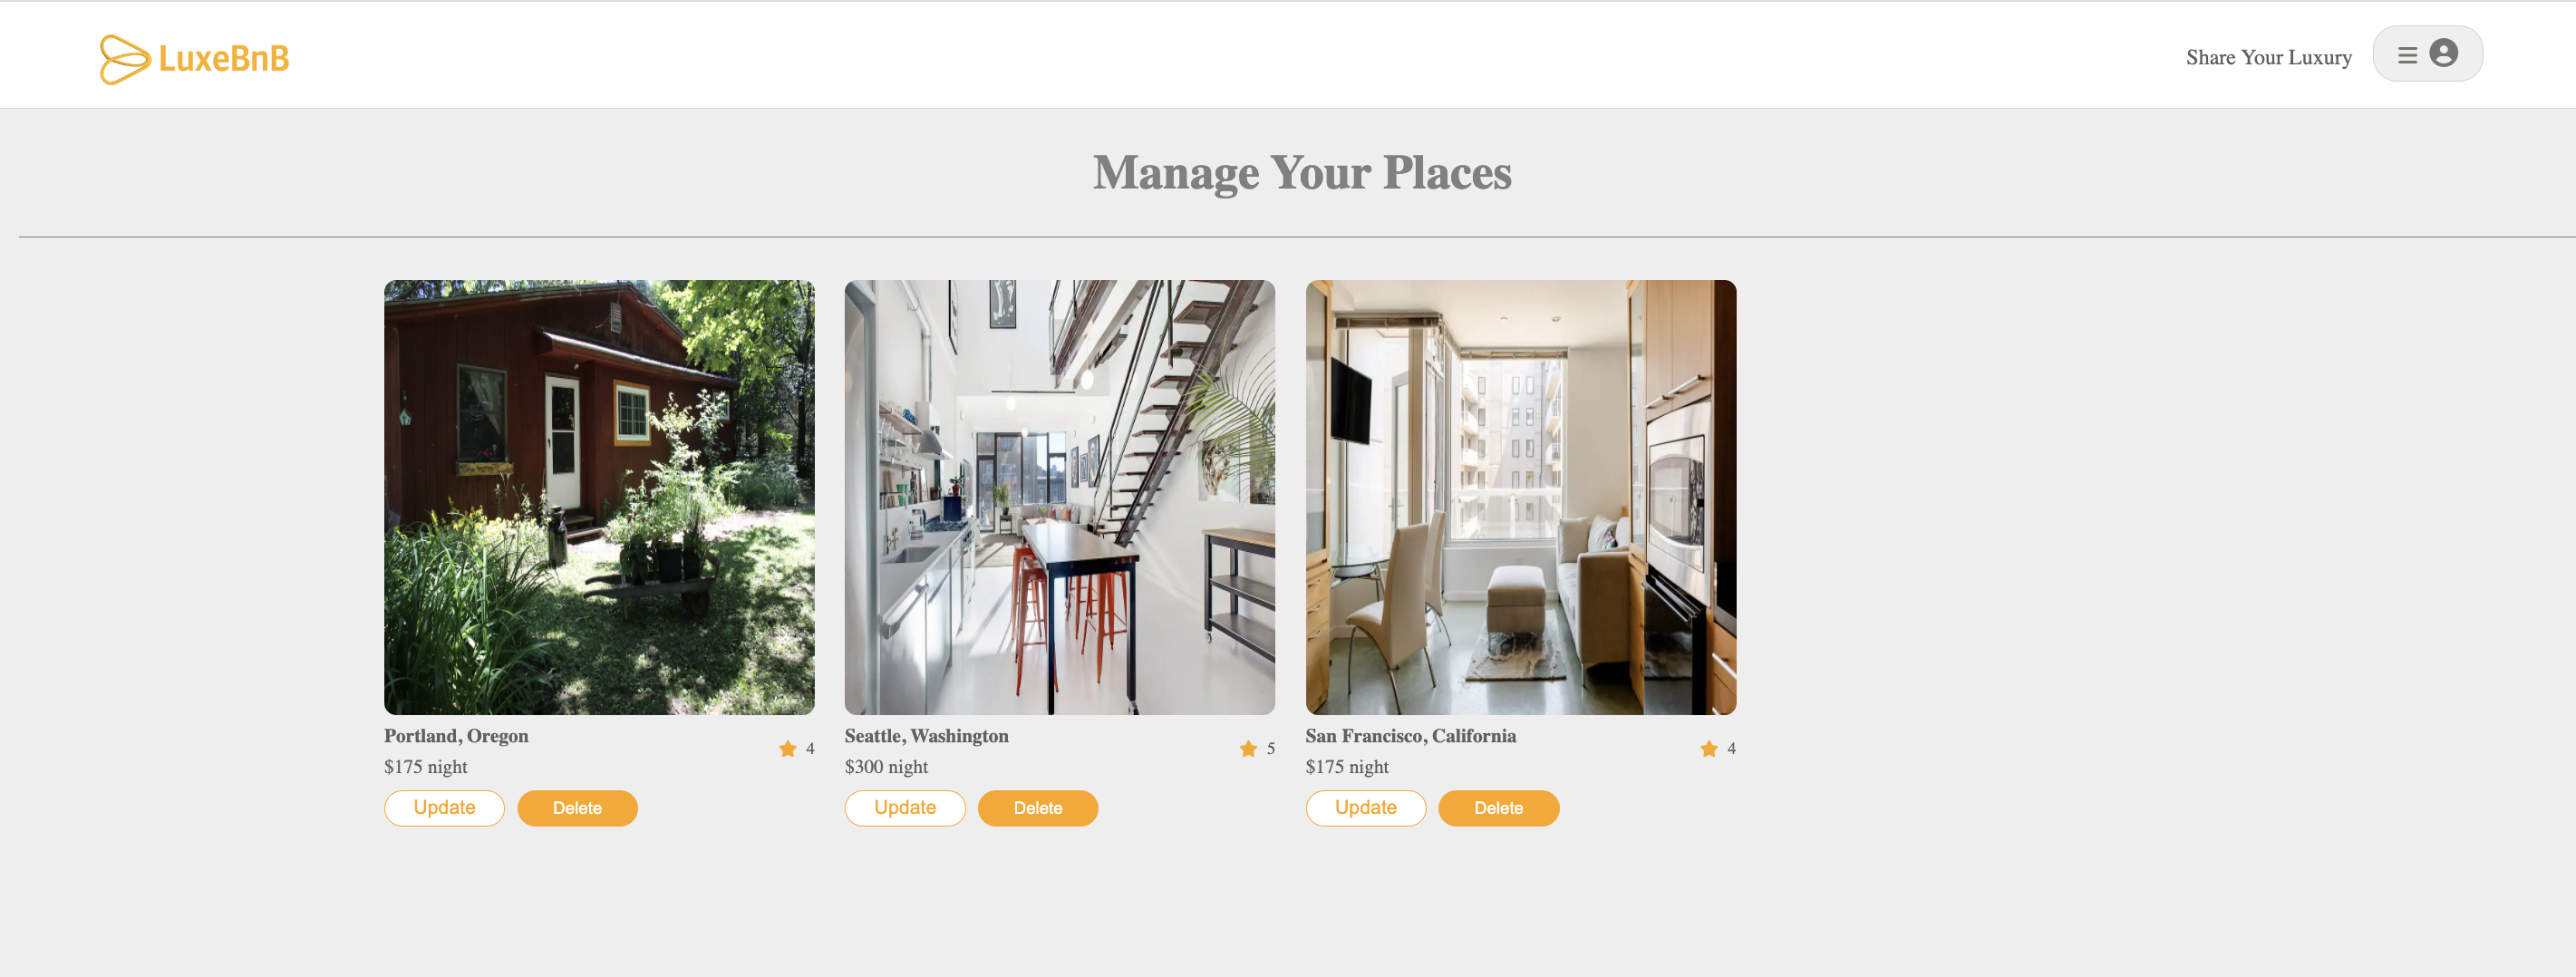 LuxeBnB
Share Your Luxury
Manage Your Places
Portland, Oregon
4
$175 night
Update
Delete
Seattle, Washington
5
$300 night
Update
Delete
San Francisco, California
4
$175 night
Update
Delete